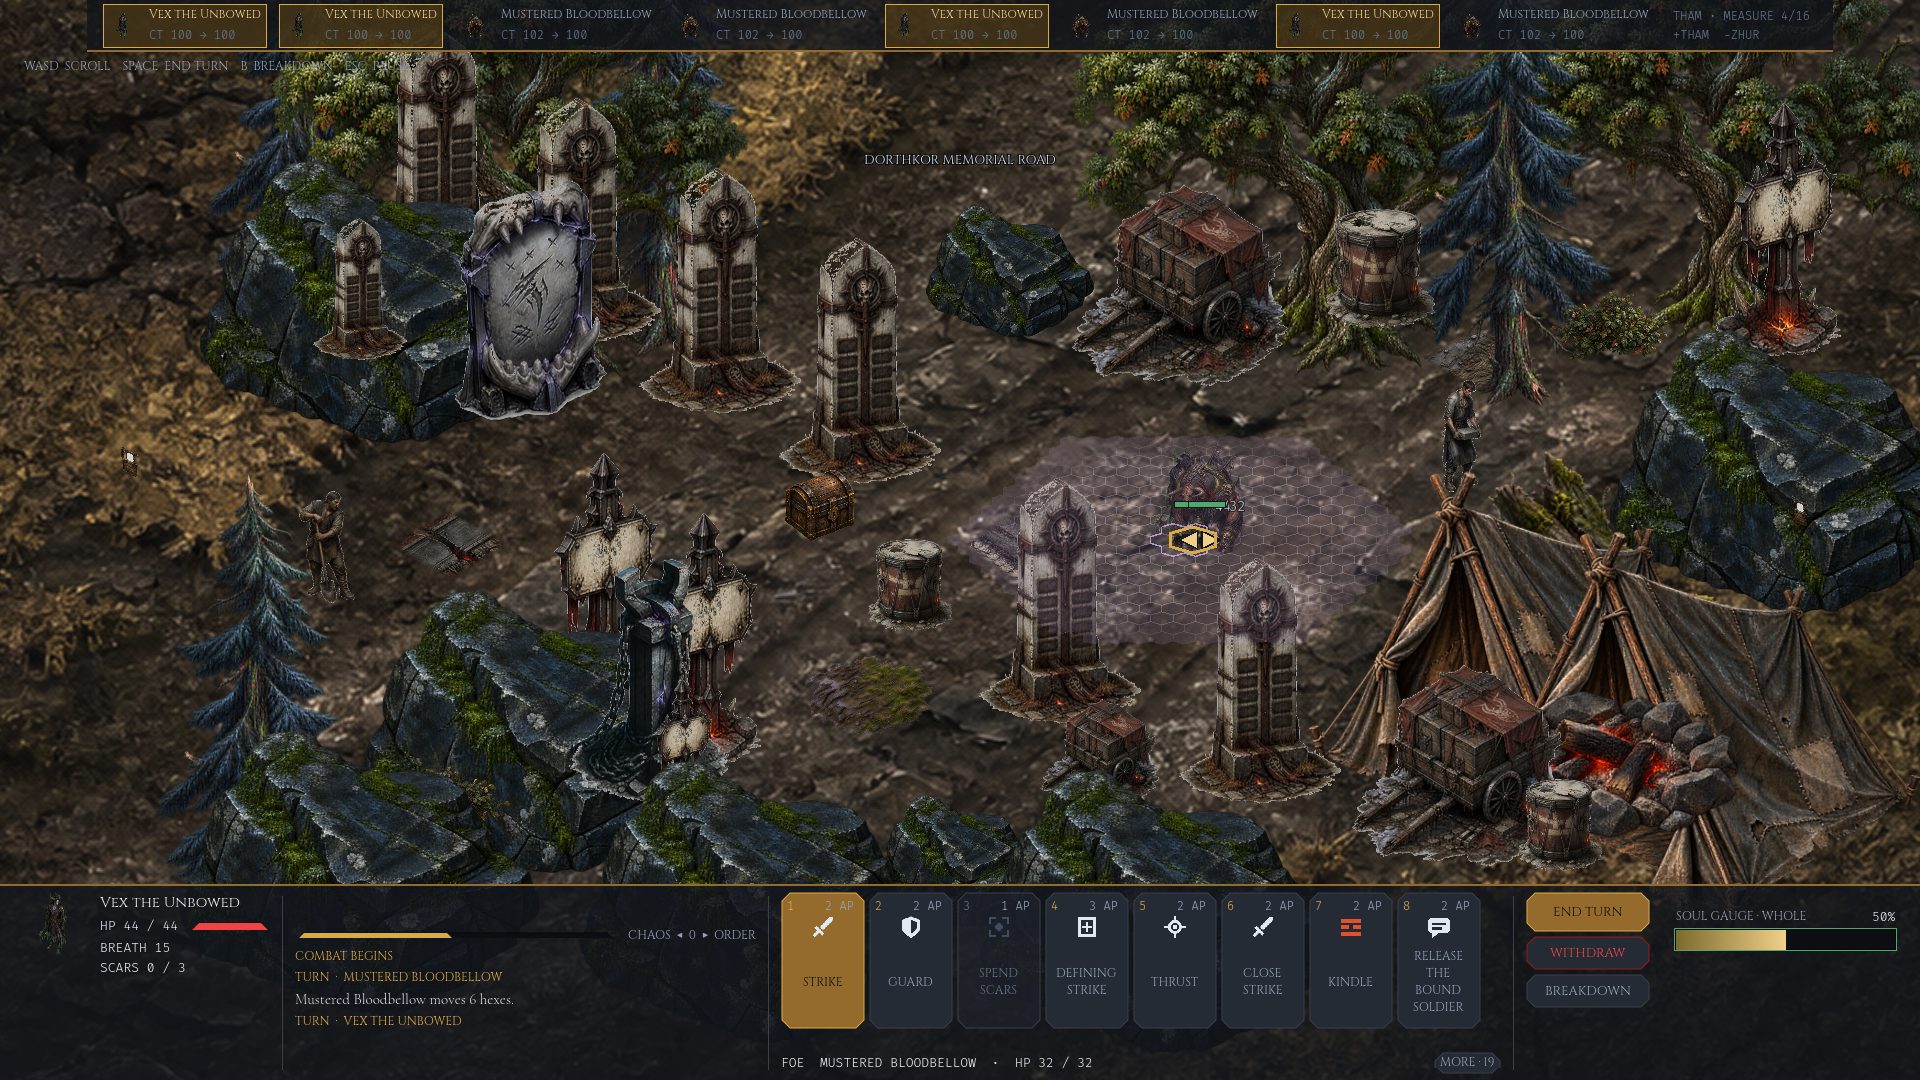 VEX THE UNBOWED
CT 100 → 100
VEX THE UNBOWED
CT 100 → 100
MUSTERED BLOODBELLOW
CT 102 → 100
MUSTERED BLOODBELLOW
CT 102 → 100
VEX THE UNBOWED
CT 100 → 100
MUSTERED BLOODBELLOW
CT 102 → 100
VEX THE UNBOWED
CT 100 → 100
MUSTERED BLOODBELLOW
CT 102 → 100
THAM · MEASURE 4/16
+THAM -ZHUR
WASD SCROLL SPACE END TURN B BREAKDOWN ESC
DORTHKOR MEMORIAL ROAD
VEX THE UNBOWED
HP 44 / 44
BREATH 15
SCARS 0 / 3
CHAOS ◂ 0 ▸ ORDER
COMBAT BEGINS
TURN · MUSTERED BLOODBELLOW
Mustered Bloodbellow moves 6 hexes.
TURN · VEX THE UNBOWED
1 2 AP
STRIKE
2 2 AP
GUARD
3 1 AP
SPEND
SCARS
4 3 AP
DEFINING
STRIKE
5 2 AP
THRUST
6 2 AP
CLOSE
STRIKE
7 2 AP
KINDLE
8 2 AP
RELEASE
THE
BOUND
SOLDIER
FOE MUSTERED BLOODBELLOW · HP 32 / 32
MORE · 19
END TURN
WITHDRAW
BREAKDOWN
SOUL GAUGE · WHOLE 50%